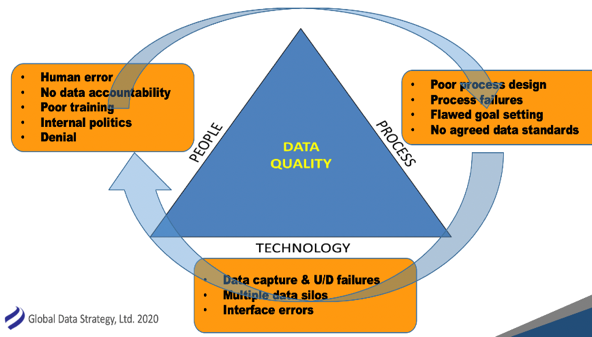 • Human error
• No data accountability
• Poor training
• Internal politics
• Denial
• Poor process design
• Process failures
• Flawed goal setting
• No agreed data standards
PEOPLE
PROCESS
DATA
QUALITY
TECHNOLOGY
• Data capture & U/D failures
• Multiple data silos
• Interface errors
Global Data Strategy, Ltd. 2020